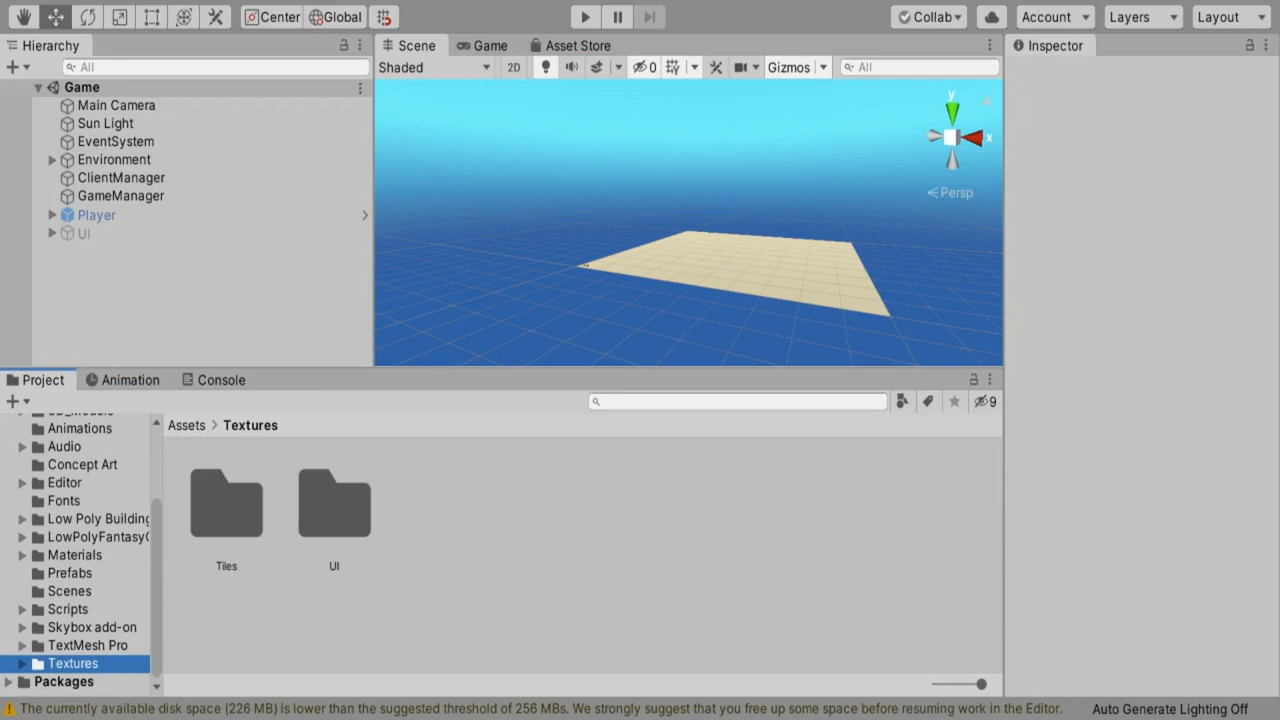 Center Global Collab Account Layers Layout
Hierarchy
All
Game
Main Camera
Sun Light
EventSystem
Environment
ClientManager
GameManager
Player
UI
Scene Game Asset Store
Shaded 2D 0 Gizmos All
y
x
Persp
Inspector
Project Animation Console
9
Animations
Audio
Concept Art
Editor
Fonts
Low Poly Building
LowPolyFantasy
Materials
Prefabs
Scenes
Scripts
Skybox add-on
TextMesh Pro
Textures
Packages
Assets > Textures
Tiles UI
The currently available disk space (226 MB) is lower than the suggested threshold of 256 MBs. We strongly suggest that you free up some space before resuming work in the Editor. Auto Generate Lighting Off